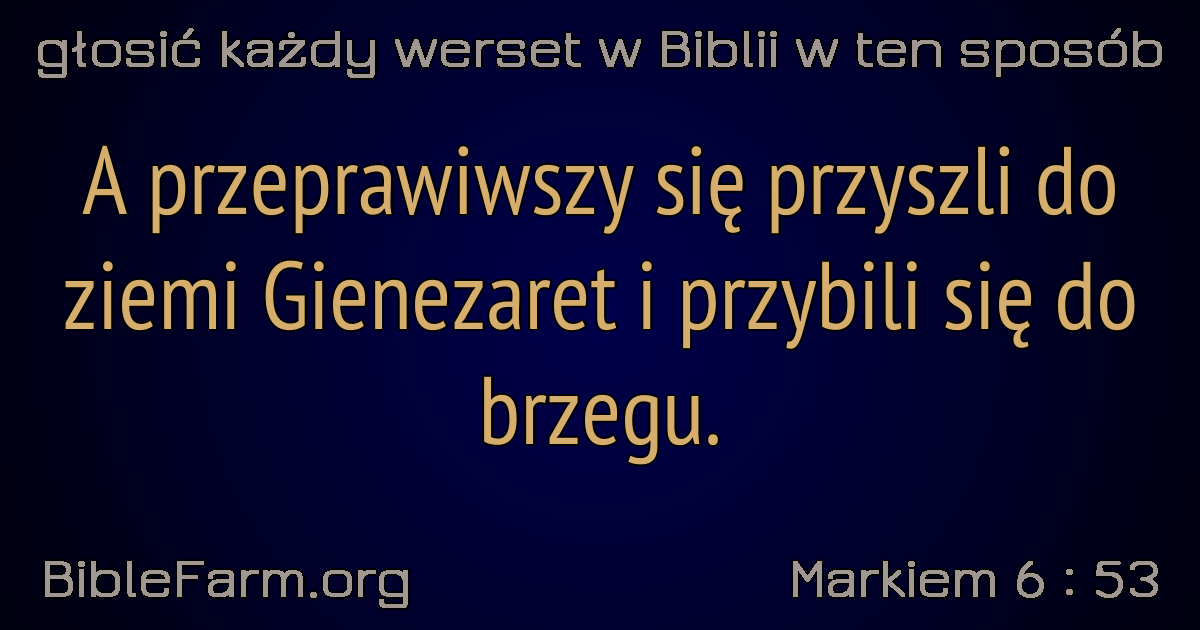 głosić każdy werset w Biblii w ten sposób
A przeprawiwszy się przyszli do
ziemi Gienezaret i przybili się do
brzegu.
BibleFarm.org
Markiem 6 : 53